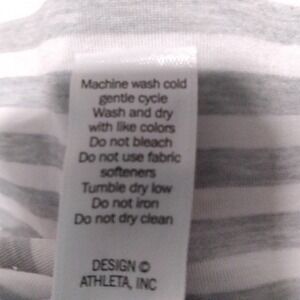 Machine wash cold
gentle cycle
Wash and dry
with like colors
Do not bleach
Do not use fabric
softeners
Tumble dry low
Do not iron
Do not dry clean
DESIGN ©
ATHLETA, INC